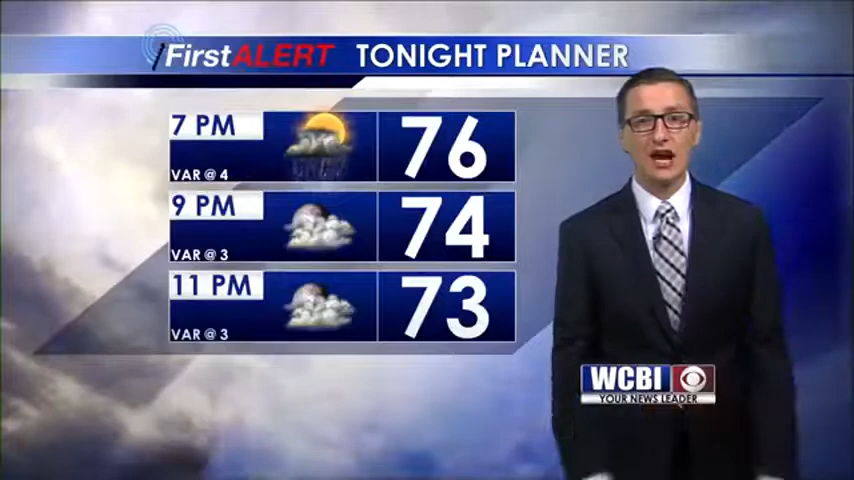 FirstALERT TONIGHT PLANNER
7 PM
76
VAR @ 4
9 PM
74
VAR @ 3
11 PM
73
VAR @ 3
WCBI
YOUR NEWS LEADER